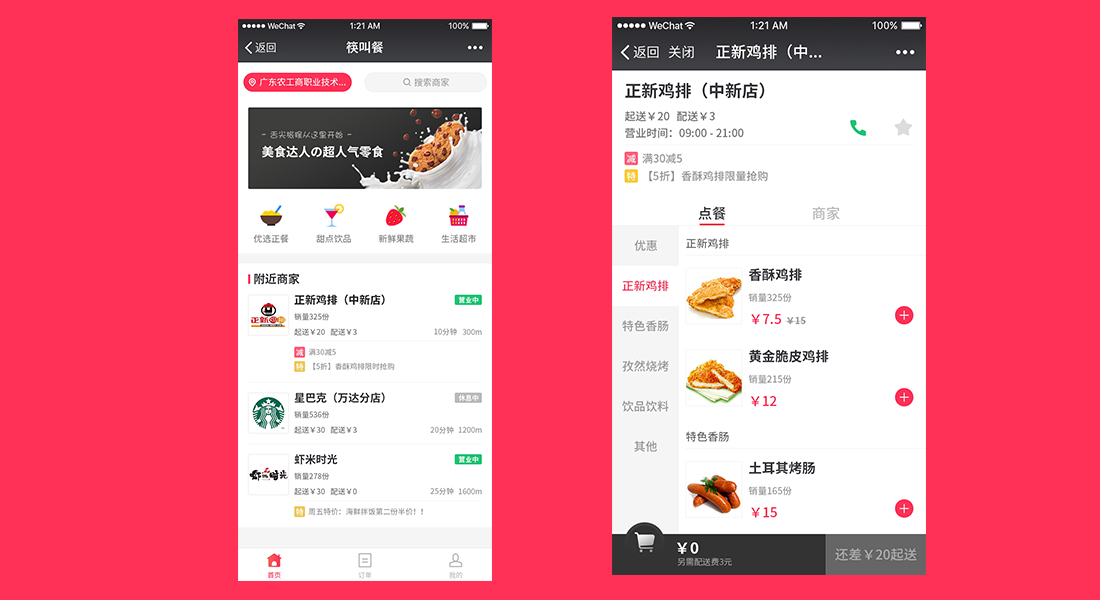 WeChat 1:21 AM 100%
返回 筷叫餐
广东农工商职业技术... 搜索商家
- 舌尖旅程从这里开始 -
美食达人の超人气零食
优选正餐 甜点饮品 新鲜果蔬 生活超市
附近商家
正新鸡排（中新店） 营业中
销量325份
起送￥20 配送￥3 10分钟 300m
减 满30减5
特 【5折】香酥鸡排限时抢购
星巴克（万达分店） 休息中
销量536份
起送￥30 配送￥3 20分钟 1200m
虾米时光 营业中
销量278份
起送￥30 配送￥0 25分钟 1600m
特 周五特价：海鲜拌饭第二份半价！！
首页 订单 我的
WeChat 1:21 AM 100%
返回 关闭 正新鸡排（中...
正新鸡排（中新店）
起送￥20 配送￥3
营业时间：09:00 - 21:00
减 满30减5
特 【5折】香酥鸡排限量抢购
点餐 商家
优惠
正新鸡排
特色香肠
孜然烧烤
饮品饮料
其他
正新鸡排
香酥鸡排
销量325份
￥7.5 ￥15
黄金脆皮鸡排
销量215份
￥12
特色香肠
土耳其烤肠
销量165份
￥15
￥0
另需配送费3元
还差￥20起送